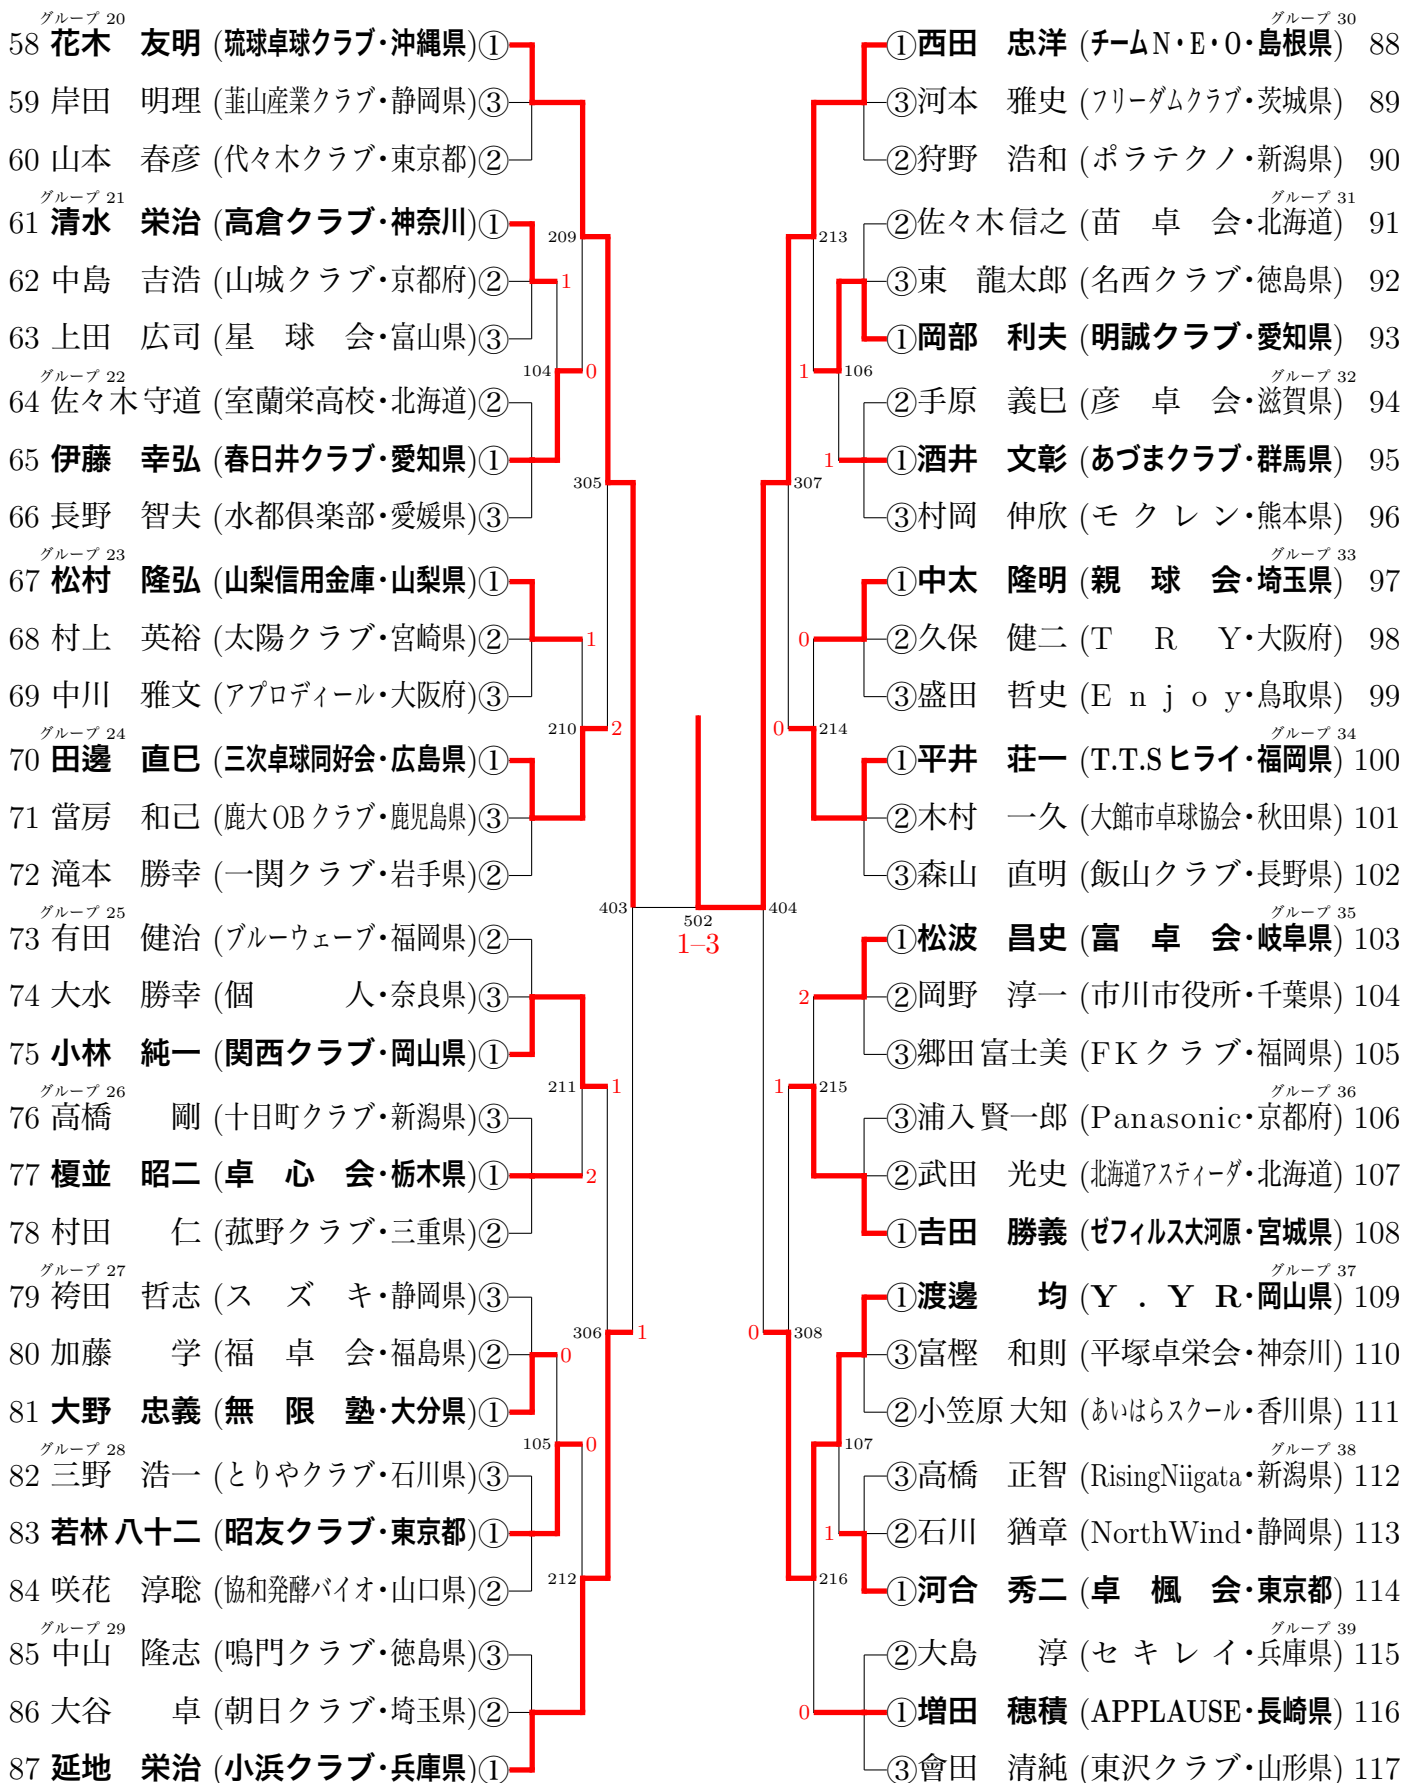 グループ 20
58 花木　友明 (琉球卓球クラブ・沖縄県)①
59 岸田　明理 (韮山産業クラブ・静岡県)③
60 山本　春彦 (代々木クラブ・東京都)②
グループ 21
61 清水　栄治 (高倉クラブ・神奈川)①
209
62 中島　吉浩 (山城クラブ・京都府)②
1
63 上田　広司 (星　球　会・富山県)③
104
0
グループ 22
64 佐々木守道 (室蘭栄高校・北海道)②
65 伊藤　幸弘 (春日井クラブ・愛知県)①
305
66 長野　智夫 (水都倶楽部・愛媛県)③
グループ 23
67 松村　隆弘 (山梨信用金庫・山梨県)①
68 村上　英裕 (太陽クラブ・宮崎県)②
1
69 中川　雅文 (アプロディール・大阪府)③
210
2
グループ 24
70 田邊　直巳 (三次卓球同好会・広島県)①
71 當房　和己 (鹿大OBクラブ・鹿児島県)③
72 滝本　勝幸 (一関クラブ・岩手県)②
403
グループ 25
73 有田　健治 (ブルーウェーブ・福岡県)②
74 大水　勝幸 (個　　　人・奈良県)③
75 小林　純一 (関西クラブ・岡山県)①
211
1
グループ 26
76 高橋　　剛 (十日町クラブ・新潟県)③
77 榎並　昭二 (卓　心　会・栃木県)①
2
78 村田　　仁 (菰野クラブ・三重県)②
グループ 27
79 袴田　哲志 (ス　ズ　キ・静岡県)③
306
1
80 加藤　　学 (福　卓　会・福島県)②
0
81 大野　忠義 (無　限　塾・大分県)①
105
0
グループ 28
82 三野　浩一 (とりやクラブ・石川県)③
83 若林八十二 (昭友クラブ・東京都)①
212
84 咲花　淳聡 (協和発酵バイオ・山口県)②
グループ 29
85 中山　隆志 (鳴門クラブ・徳島県)③
86 大谷　　卓 (朝日クラブ・埼玉県)②
87 延地　栄治 (小浜クラブ・兵庫県)①
502
1–3
グループ 30
①西田　忠洋 (チームN・E・O・島根県) 88
③河本　雅史 (フリーダムクラブ・茨城県) 89
②狩野　浩和 (ポラテクノ・新潟県) 90
グループ 31
②佐々木信之 (苗　卓　会・北海道) 91
213
③東　龍太郎 (名西クラブ・徳島県) 92
①岡部　利夫 (明誠クラブ・愛知県) 93
1
106
グループ 32
②手原　義巳 (彦　卓　会・滋賀県) 94
1
①酒井　文彰 (あづまクラブ・群馬県) 95
307
③村岡　伸欣 (モ ク レ ン・熊本県) 96
グループ 33
①中太　隆明 (親　球　会・埼玉県) 97
0
②久保　健二 (T　R　Y・大阪府) 98
③盛田　哲史 (E n j o y・鳥取県) 99
0
214
グループ 34
①平井　荘一 (T.T.Sヒライ・福岡県) 100
②木村　一久 (大館市卓球協会・秋田県) 101
③森山　直明 (飯山クラブ・長野県) 102
404
グループ 35
①松波　昌史 (富　卓　会・岐阜県) 103
2
②岡野　淳一 (市川市役所・千葉県) 104
③郷田富士美 (FKクラブ・福岡県) 105
1
215
グループ 36
③浦入賢一郎 (Panasonic・京都府) 106
②武田　光史 (北海道アスティーダ・北海道) 107
①吉田　勝義 (ゼフィルス大河原・宮城県) 108
グループ 37
①渡邊　　均 (Y . Y R・岡山県) 109
0
308
③富樫　和則 (平塚卓栄会・神奈川) 110
②小笠原大知 (あいはらスクール・香川県) 111
107
グループ 38
③高橋　正智 (RisingNiigata・新潟県) 112
1
②石川　猶章 (NorthWind・静岡県) 113
216
①河合　秀二 (卓　楓　会・東京都) 114
グループ 39
②大島　　淳 (セ キ レ イ・兵庫県) 115
0
①増田　穂積 (APPLAUSE・長崎県) 116
③會田　清純 (東沢クラブ・山形県) 117